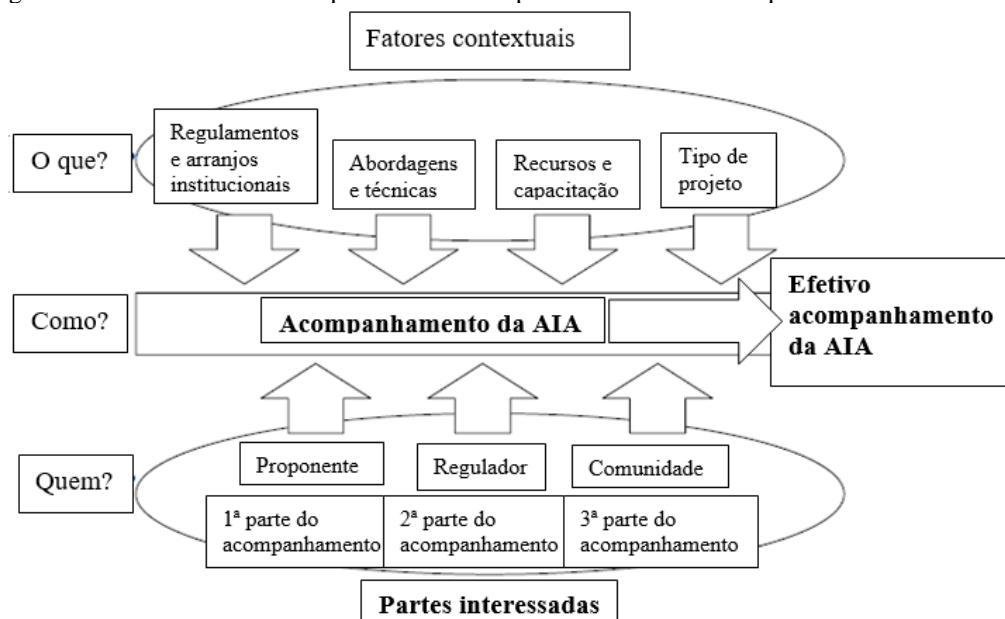 Fatores contextuais
O que?
Regulamentos
e arranjos
institucionais
Abordagens
e técnicas
Recursos e
capacitação
Tipo de
projeto
Como?
Acompanhamento da AIA
Efetivo
acompanhamento
da AIA
Quem?
Proponente
Regulador
Comunidade
1ª parte do
acompanhamento
2ª parte do
acompanhamento
3ª parte do
acompanhamento
Partes interessadas